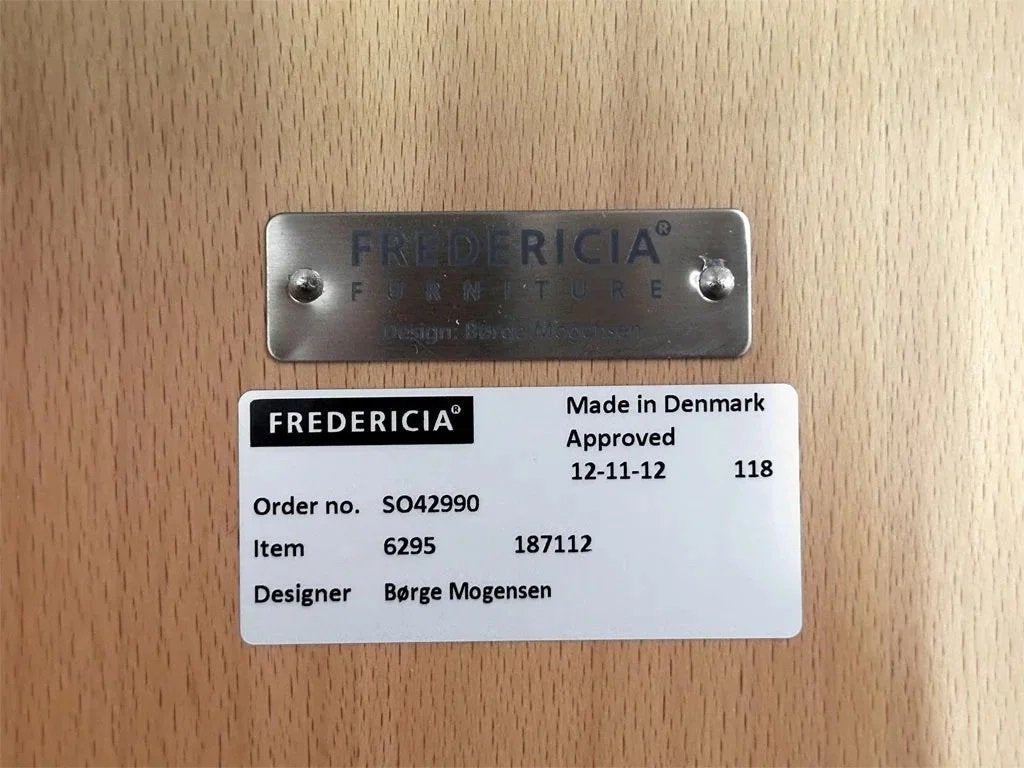 FREDERICIA®
FURNITURE
Design: Børge Mogensen
FREDERICIA®
Made in Denmark
Approved
12-11-12 118
Order no. SO42990
Item 6295 187112
Designer Børge Mogensen